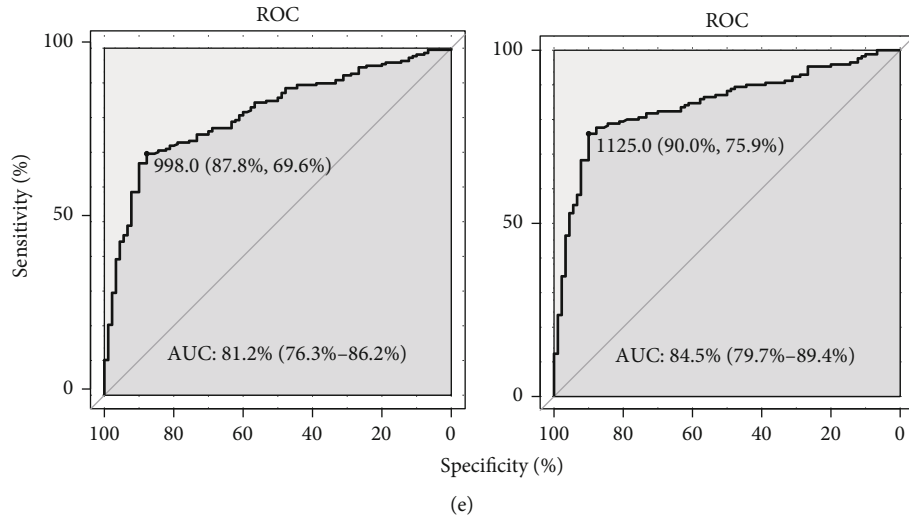 ROC
100
50
0
Sensitivity (%)
998.0 (87.8%, 69.6%)
AUC: 81.2% (76.3%–86.2%)
100 80 60 40 20 0
ROC
100
50
0
1125.0 (90.0%, 75.9%)
AUC: 84.5% (79.7%–89.4%)
100 80 60 40 20 0
Specificity (%)
(e)